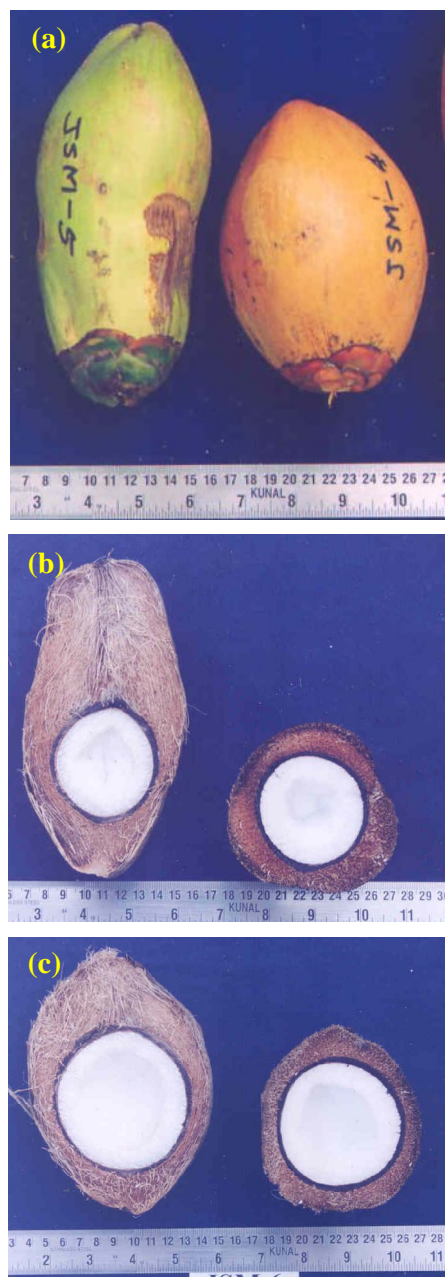 (a)
JSM-5
JSM-4
7 8 9 10 11 12 13 14 15 16 17 18 19 20 21 22 23 24 25 26 27
KUNAL
3 4 5 6 7 8 9 10
(b)
7 8 9 10 11 12 13 14 15 16 17 18 19 20 21 22 23 24 25 26 27 28 29
KUNAL
3 4 5 6 7 8 9 10 11
(c)
3 4 5 6 7 8 9 10 11 12 13 14 15 16 17 18 19 20 21 22 23 24 25 26 27 28
KUNAL
2 3 4 5 6 7 8 9 10 11